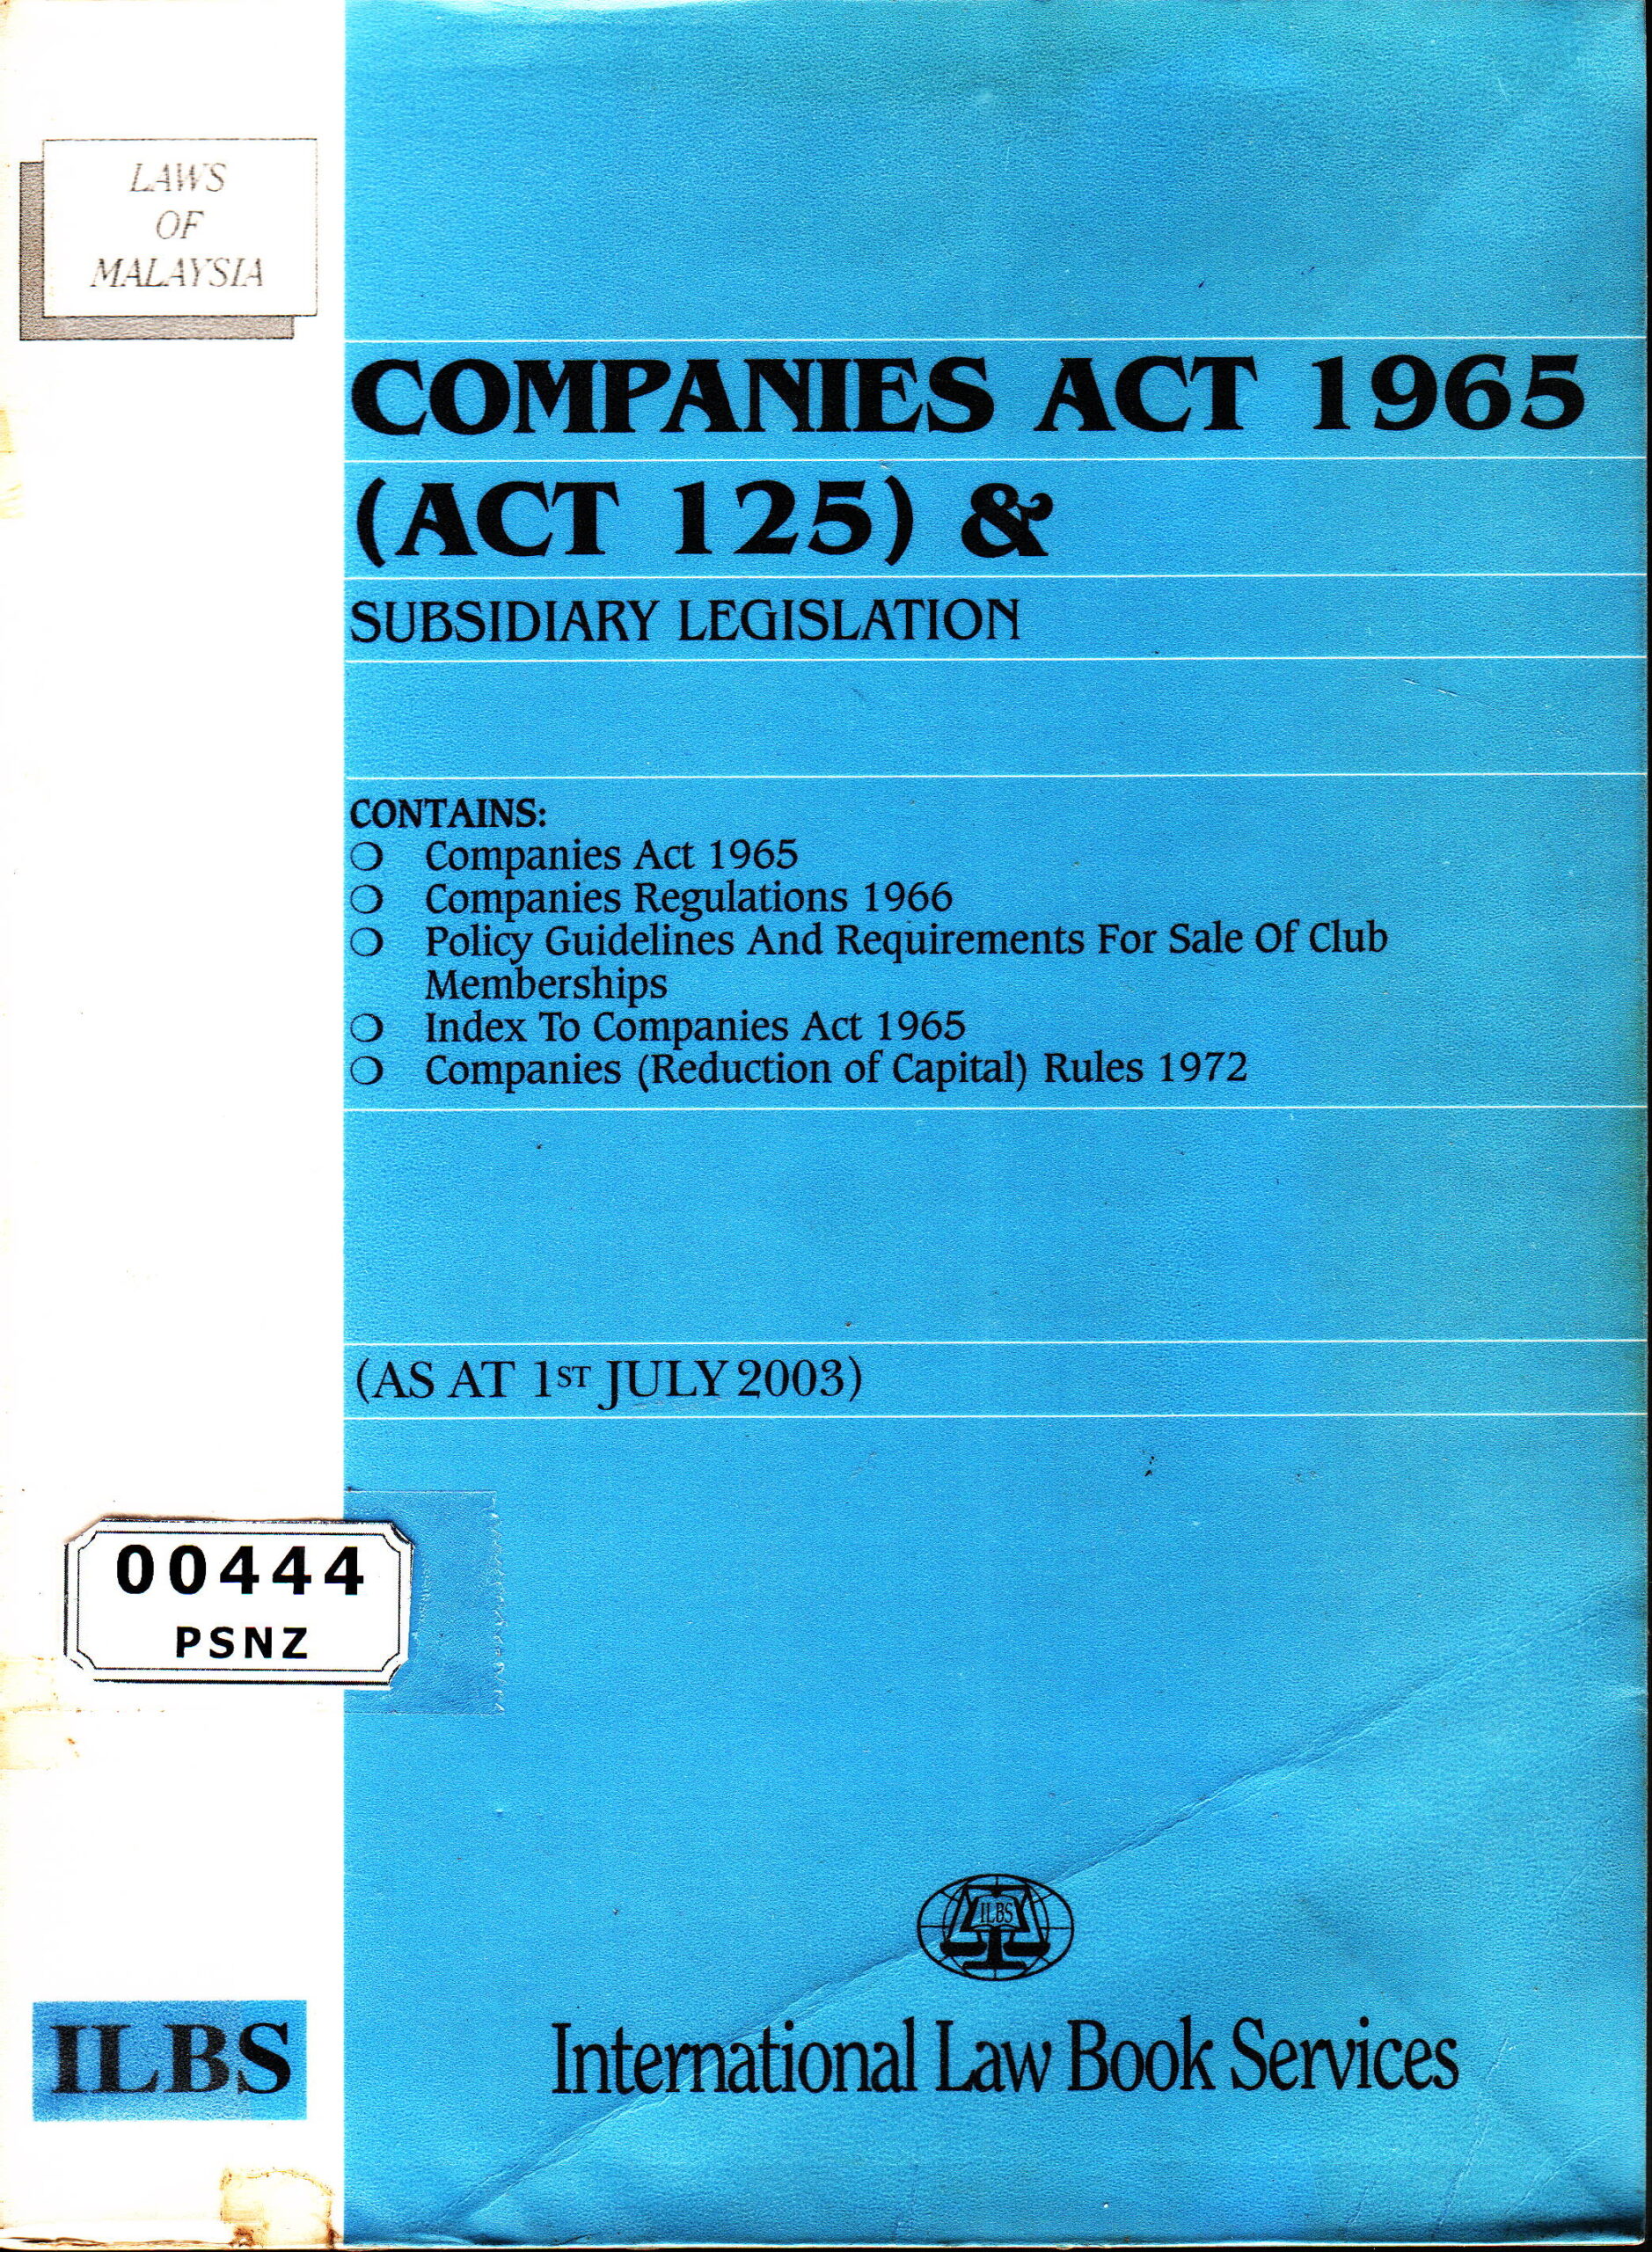 LAWS
OF
MALAYSIA
COMPANIES ACT 1965
(ACT 125) &
SUBSIDIARY LEGISLATION
CONTAINS:
❍ Companies Act 1965
❍ Companies Regulations 1966
❍ Policy Guidelines And Requirements For Sale Of Club
Memberships
❍ Index To Companies Act 1965
❍ Companies (Reduction of Capital) Rules 1972
(AS AT 1ST JULY 2003)
00444
PSNZ
ILBS
ILBS
International Law Book Services